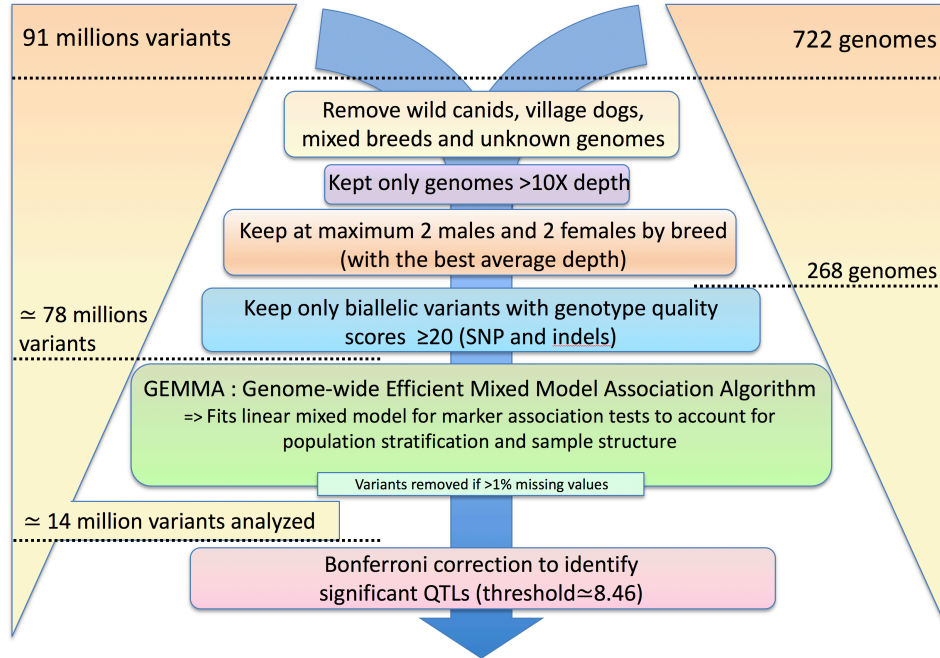 91 millions variants
722 genomes
Remove wild canids, village dogs,
mixed breeds and unknown genomes
Kept only genomes >10X depth
Keep at maximum 2 males and 2 females by breed
(with the best average depth)
268 genomes
Keep only biallelic variants with genotype quality
scores ≥20 (SNP and indels)
≃ 78 millions
variants
GEMMA : Genome-wide Efficient Mixed Model Association Algorithm
=> Fits linear mixed model for marker association tests to account for
population stratification and sample structure
Variants removed if >1% missing values
≃ 14 million variants analyzed
Bonferroni correction to identify
significant QTLs (threshold≃8.46)